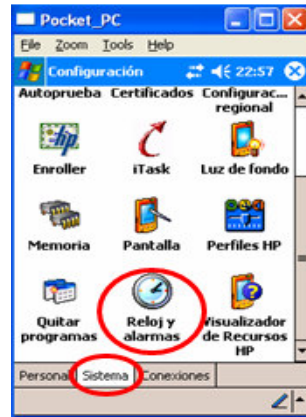 Pocket_PC
File Zoom Tools Help
Configuración 22:57
Autoprueba Certificados Configurac... regional
Enroller iTask Luz de fondo
Memoria Pantalla Perfiles HP
Quitar programas Reloj y alarmas Visualizador de Recursos HP
Personal Sistema Conexiones